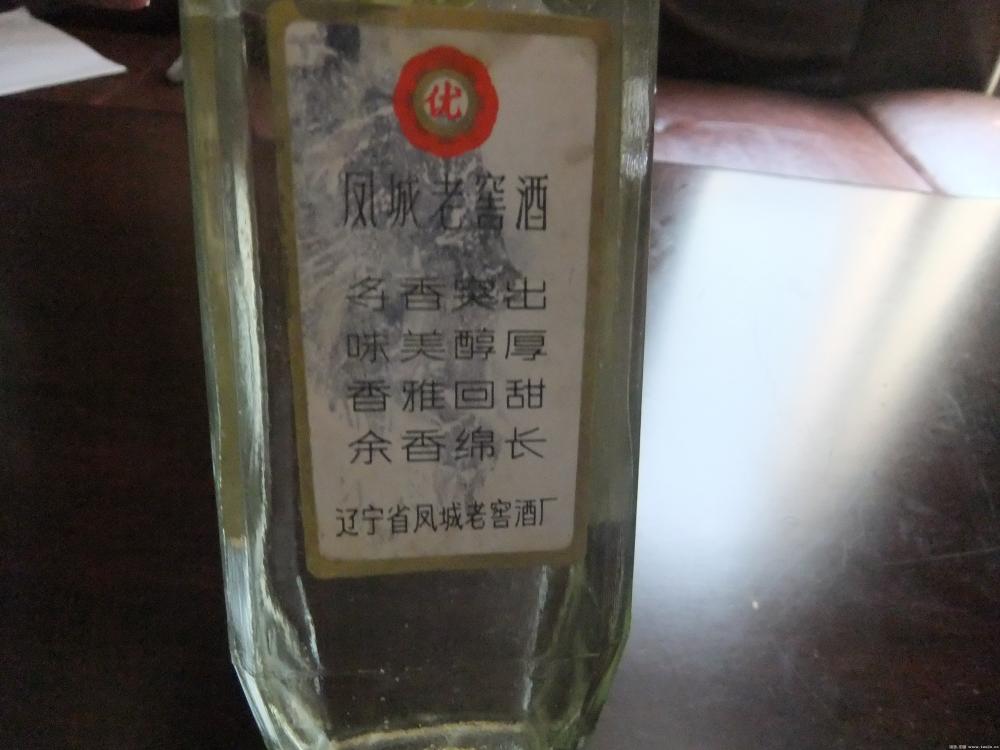 优
凤城老窖酒
名香突出
味美醇厚
香雅回甜
余香绵长
辽宁省凤城老窖酒厂